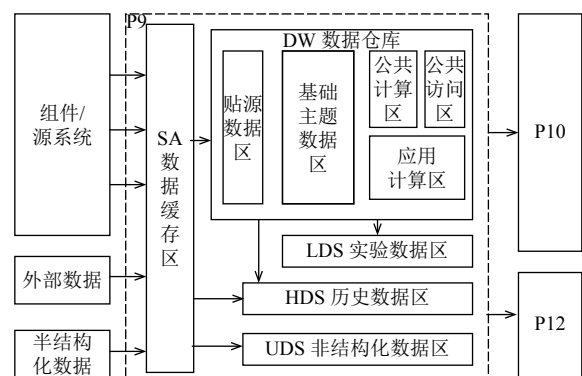 P9
组件/
源系统
外部数据
半结构
化数据
SA
数
据
缓
存
区
DW 数据仓库
贴源
数据
区
基础
主题
数据
区
公共
计算
区
公共
访问
区
应用
计算区
LDS 实验数据区
HDS 历史数据区
UDS 非结构化数据区
P10
P12